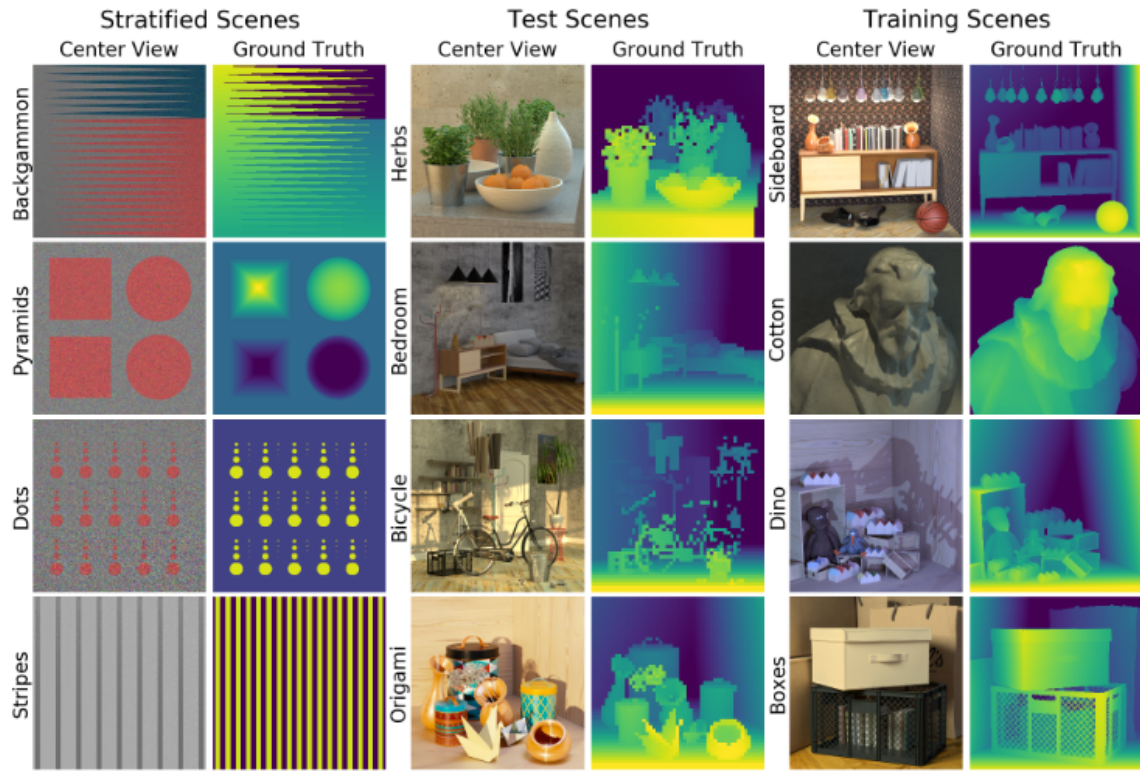 Stratified Scenes
Test Scenes
Training Scenes
Center View
Ground Truth
Center View
Ground Truth
Center View
Ground Truth
Backgammon
Herbs
Sideboard
Pyramids
Bedroom
Cotton
Dots
Bicycle
Dino
Stripes
Origami
Boxes